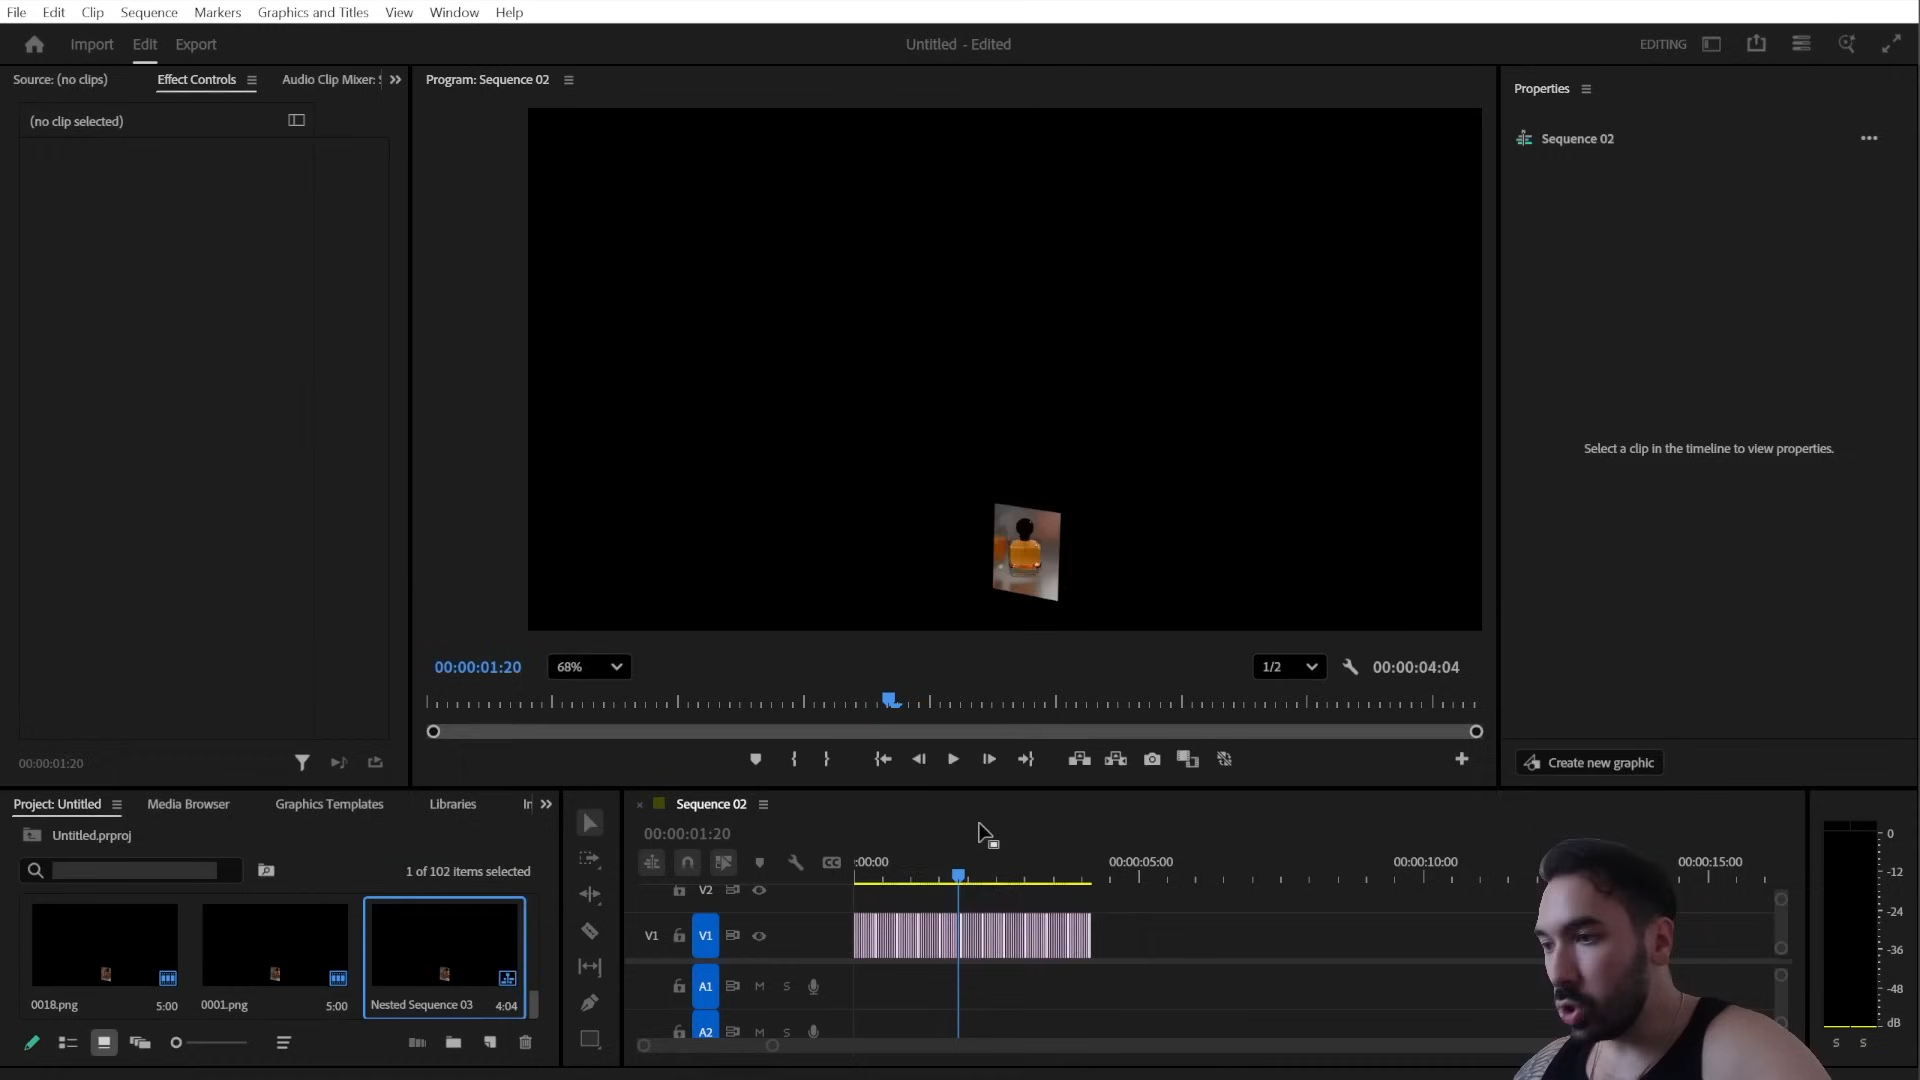 File Edit Clip Sequence Markers Graphics and Titles View Window Help
Import Edit Export
Untitled - Edited
EDITING
Source: (no clips) Effect Controls Audio Clip Mixer:
(no clip selected)
00:00:01:20
Program: Sequence 02
00:00:01:20 68% 1/2 00:00:04:04
Properties
Sequence 02
Select a clip in the timeline to view properties.
Create new graphic
Project: Untitled Media Browser Graphics Templates Libraries In
Untitled.prproj
1 of 102 items selected
0018.png 5:00 0001.png 5:00 Nested Sequence 03 4:04
Sequence 02
00:00:01:20
CC :00:00 00:00:05:00 00:00:10:00 00:00:15:00
V2
V1 V1
A1 M S
A2 M S
0
-12
-24
-36
-48
dB
S S